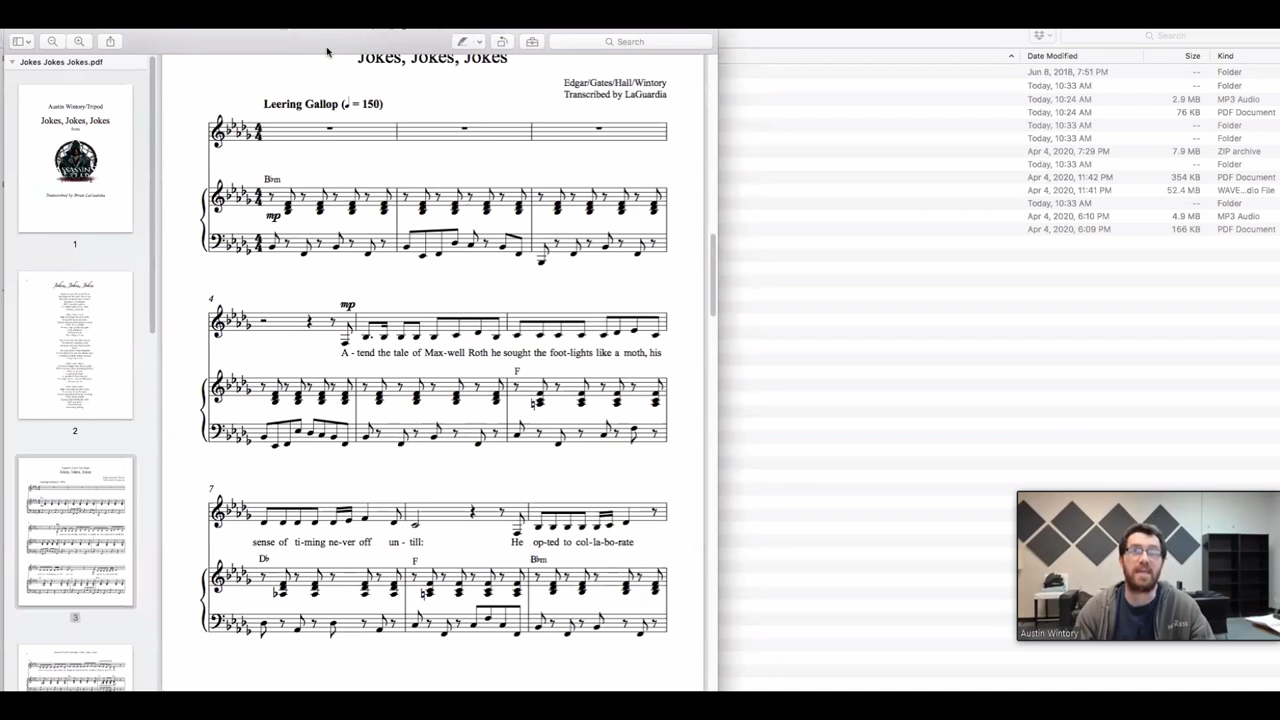 Search
Search
Jokes Jokes Jokes.pdf
Date Modified Size Kind
Jun 8, 2018, 7:51 PM -- Folder
Today, 10:33 AM -- Folder
Today, 10:24 AM 2.9 MB MP3 Audio
Today, 10:24 AM 76 KB PDF Document
Today, 10:33 AM -- Folder
Today, 10:33 AM -- Folder
Apr 4, 2020, 7:29 PM 7.9 MB ZIP archive
Today, 10:33 AM -- Folder
Apr 4, 2020, 11:42 PM 354 KB PDF Document
Apr 4, 2020, 11:41 PM 52.4 MB WAVE...dio File
Today, 10:33 AM -- Folder
Apr 4, 2020, 6:10 PM 4.9 MB MP3 Audio
Apr 4, 2020, 6:09 PM 166 KB PDF Document
Austin Wintory/Tripod
Jokes, Jokes, Jokes
from
Transcribed by Brian LaGuardia
1
Jokes, Jokes, Jokes
2
3
Jokes, Jokes, Jokes
Edgar/Gates/Hall/Wintory
Transcribed by LaGuardia
Leering Gallop (♩ = 150)
B♭m
mp
4
mp
A - tend the tale of Max-well Roth he sought the foot-lights like a moth, his
F
7
sense of ti-ming ne-ver off un - till: He op-ted to col-la-bo-rate
D♭ F B♭m
Austin Wintory